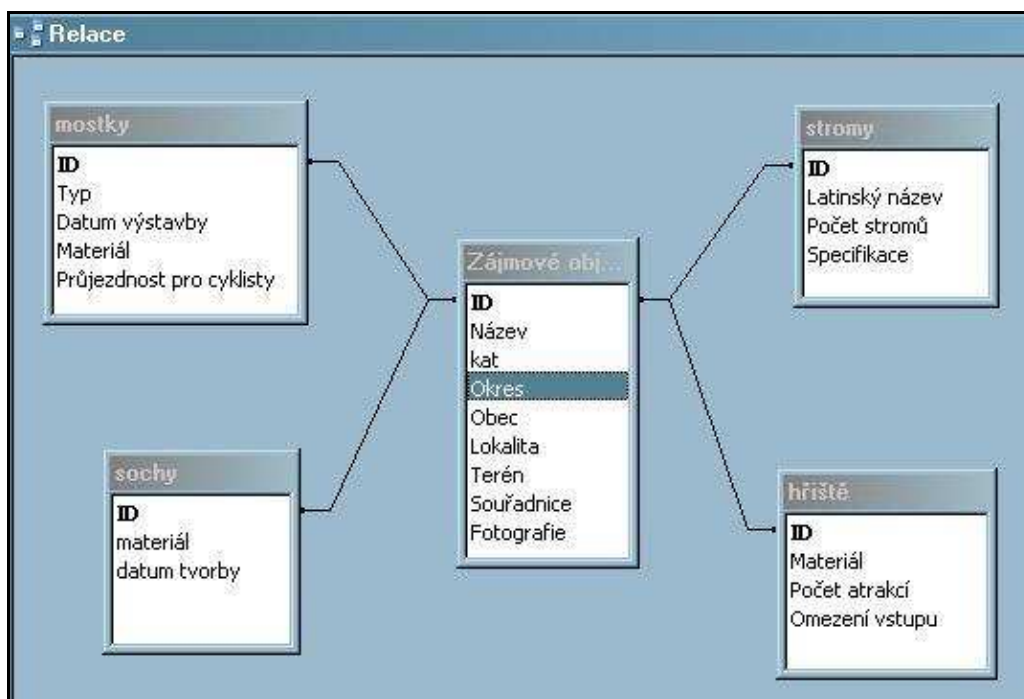 Relace
mostky
ID
Typ
Datum výstavby
Materiál
Průjezdnost pro cyklisty
stromy
ID
Latinský název
Počet stromů
Specifikace
Zájmové obj...
ID
Název
kat
Okres
Obec
Lokalita
Terén
Souřadnice
Fotografie
sochy
ID
materiál
datum tvorby
hřiště
ID
Materiál
Počet atrakcí
Omezení vstupu